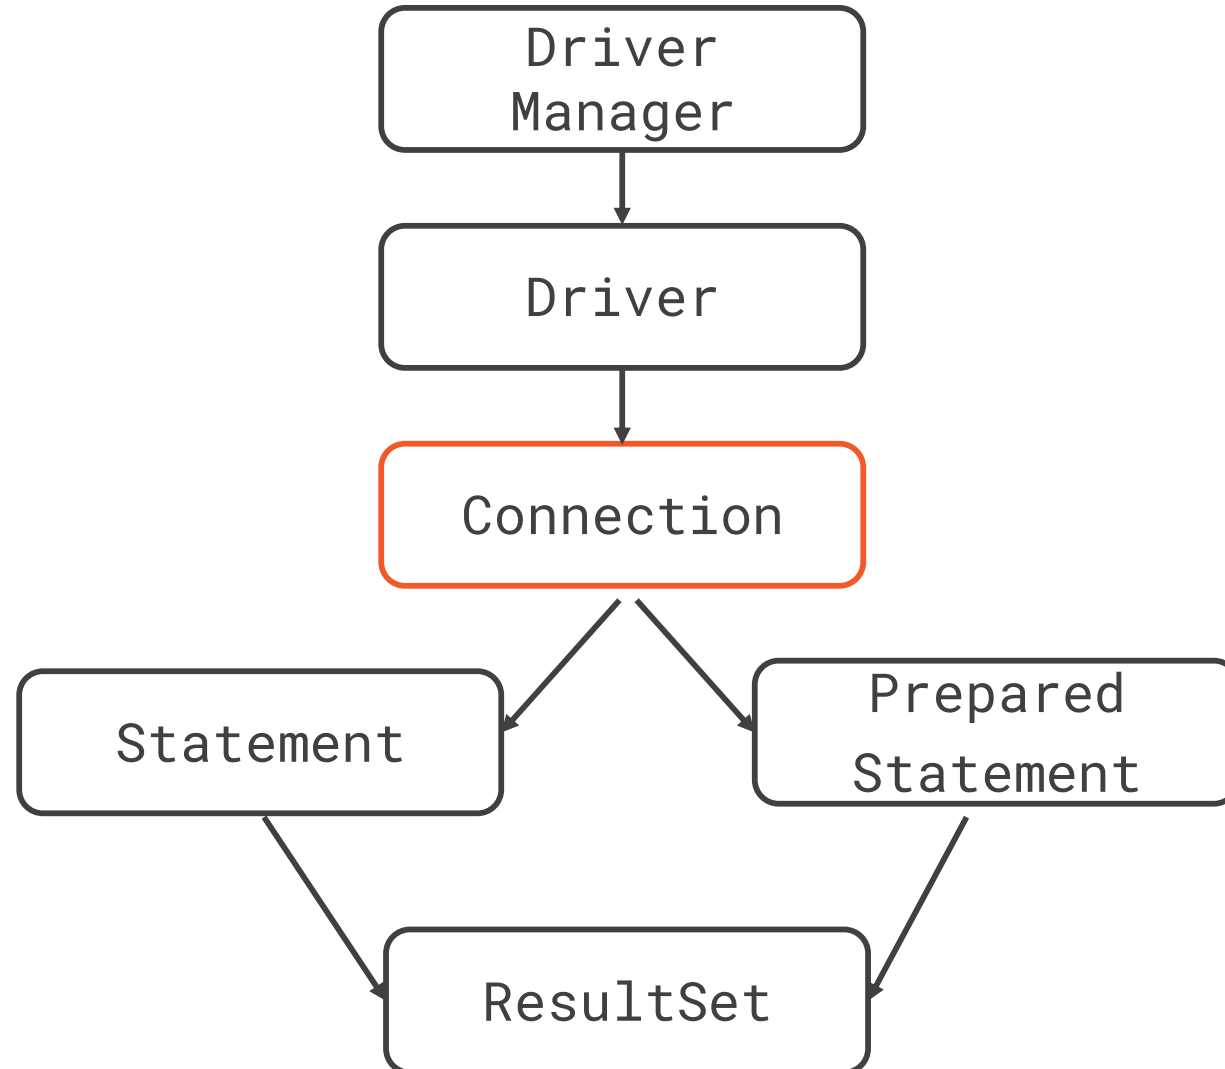 Driver
Manager
Driver
Connection
Statement
Prepared
Statement
ResultSet